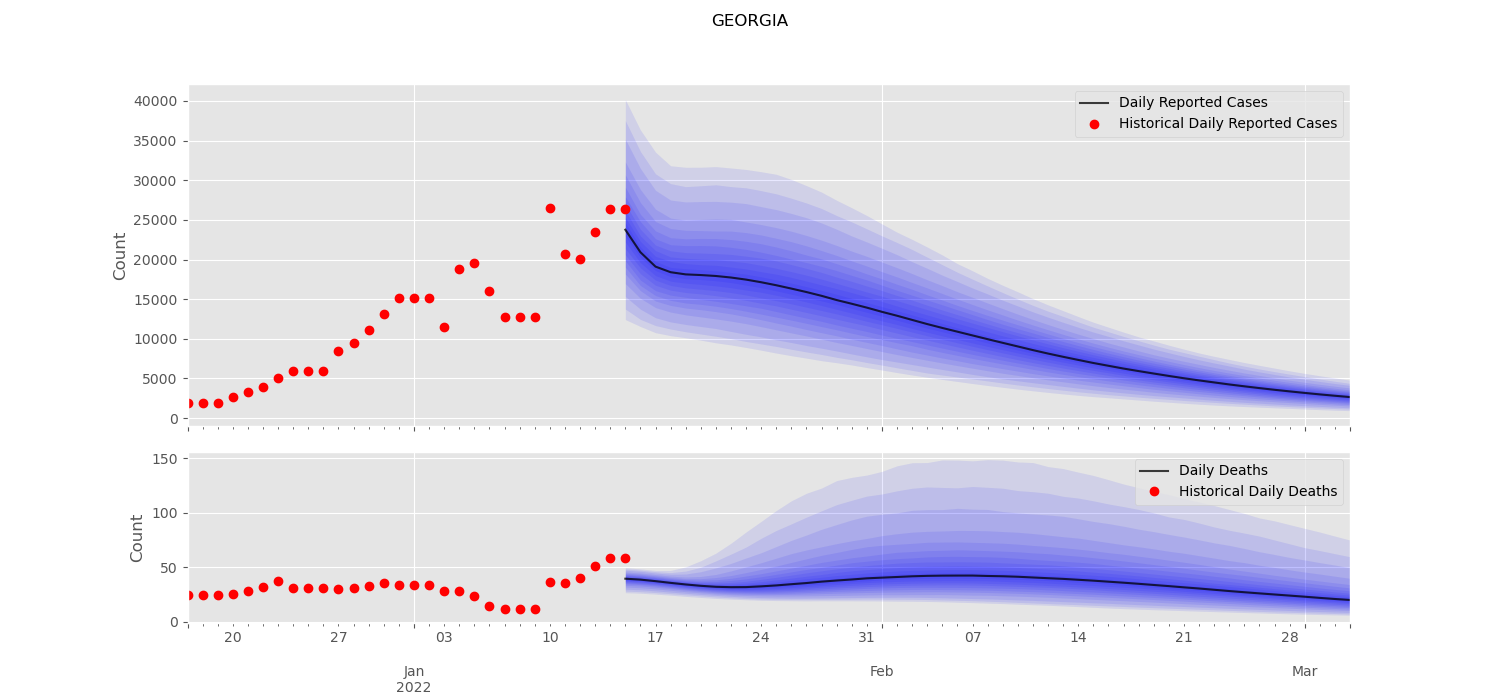 GEORGIA
40000
35000
30000
25000
20000
15000
10000
5000
0
Count
Daily Reported Cases
Historical Daily Reported Cases
150
100
50
0
Count
Daily Deaths
Historical Daily Deaths
20 27 03 10 17 24 31 07 14 21 28
Jan Feb Mar
2022